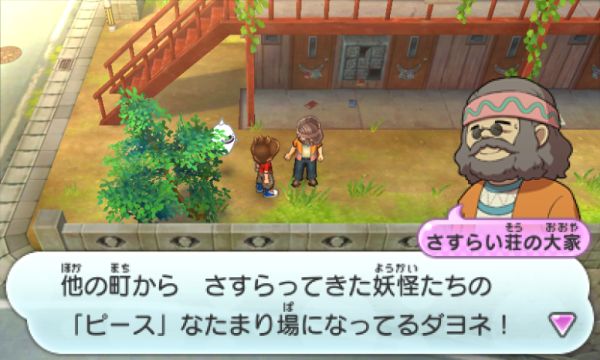 さすらい荘の大家
他の町から　さすらってきた妖怪たちの
「ピース」なたまり場になってるダヨネ！